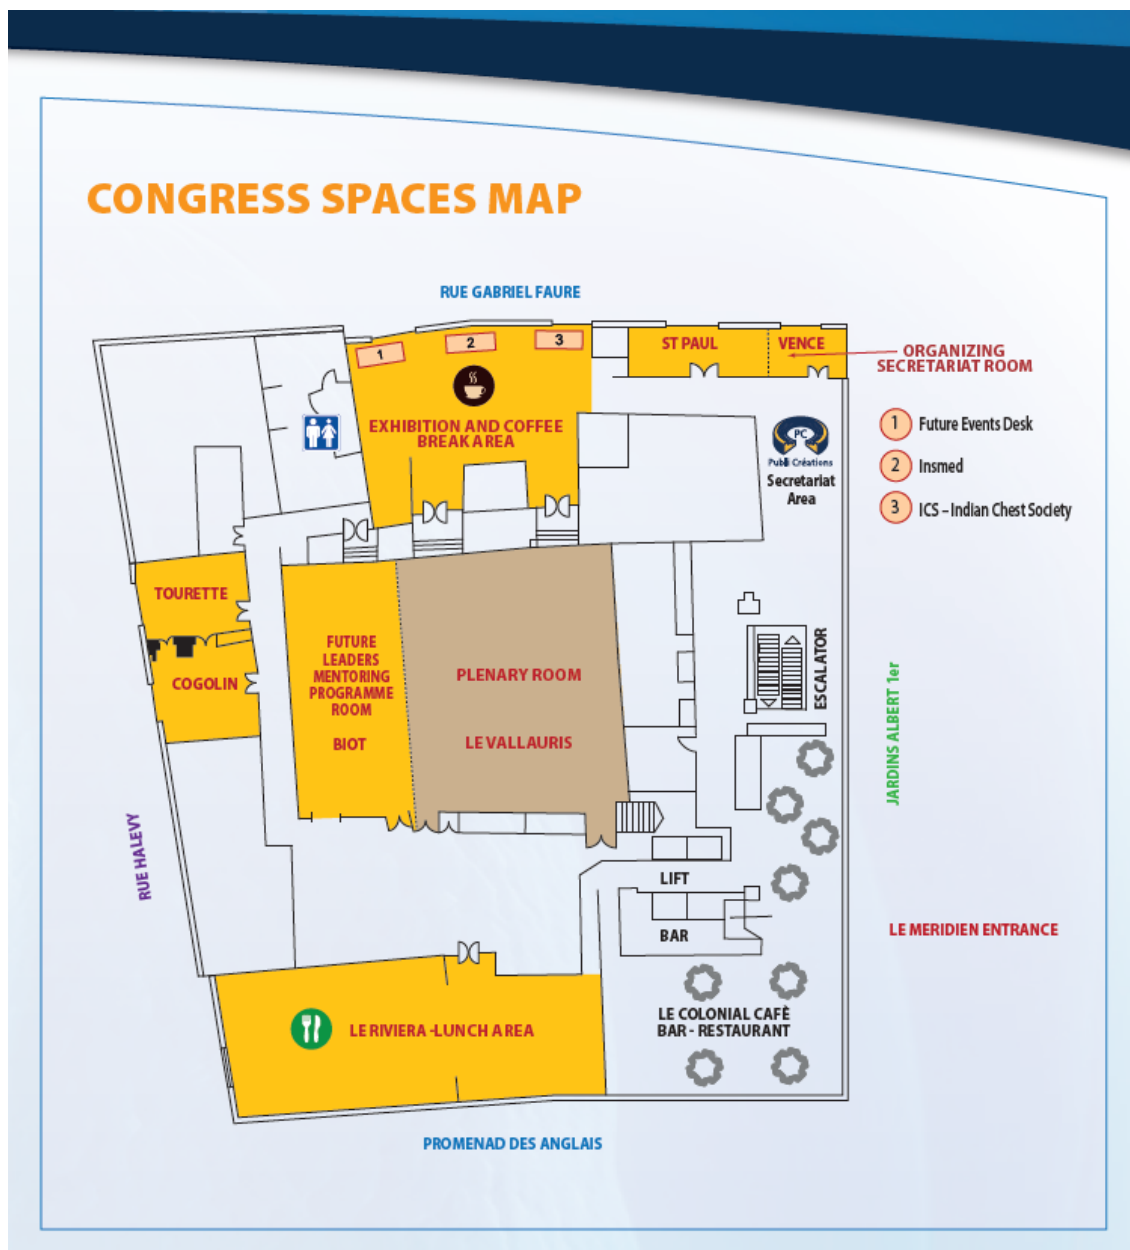 CONGRESS SPACES MAP
RUE GABRIEL FAURE
1
2
3
ST PAUL
VENCE
ORGANIZING
SECRETARIAT ROOM
EXHIBITION AND COFFEE
BREAK AREA
PC
Publi Créations
Secretariat
Area
1 Future Events Desk
2 Insmed
3 ICS – Indian Chest Society
TOURETTE
COGOLIN
FUTURE
LEADERS
MENTORING
PROGRAMME
ROOM
BIOT
PLENARY ROOM
LE VALLAURIS
ESCALATOR
JARDINS ALBERT 1er
RUE HALEVY
LIFT
BAR
LE MERIDIEN ENTRANCE
LE COLONIAL CAFÈ
BAR - RESTAURANT
LE RIVIERA -LUNCH AREA
PROMENAD DES ANGLAIS